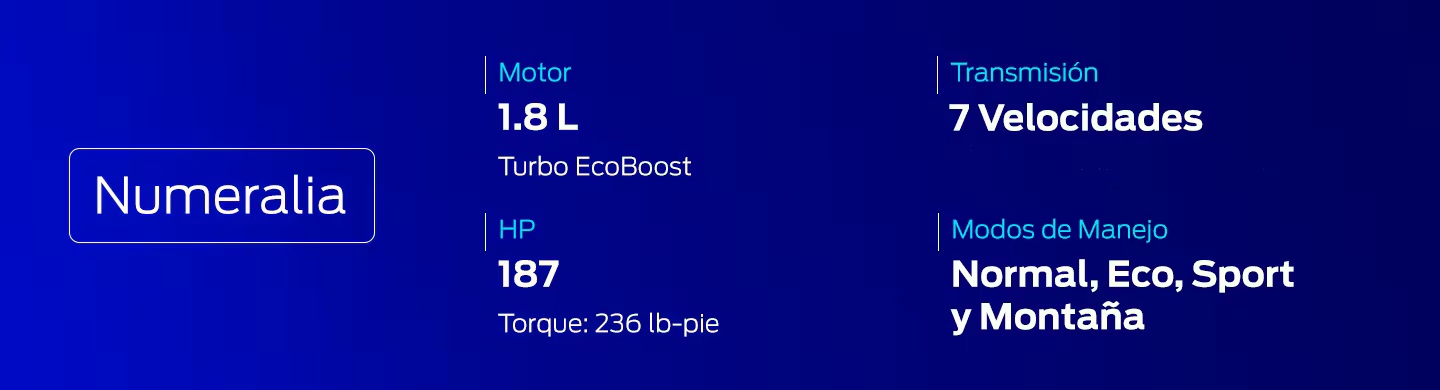 Numeralia
Motor
1.8 L
Turbo EcoBoost
HP
187
Torque: 236 lb-pie
Transmisión
7 Velocidades
Modos de Manejo
Normal, Eco, Sport
y Montaña